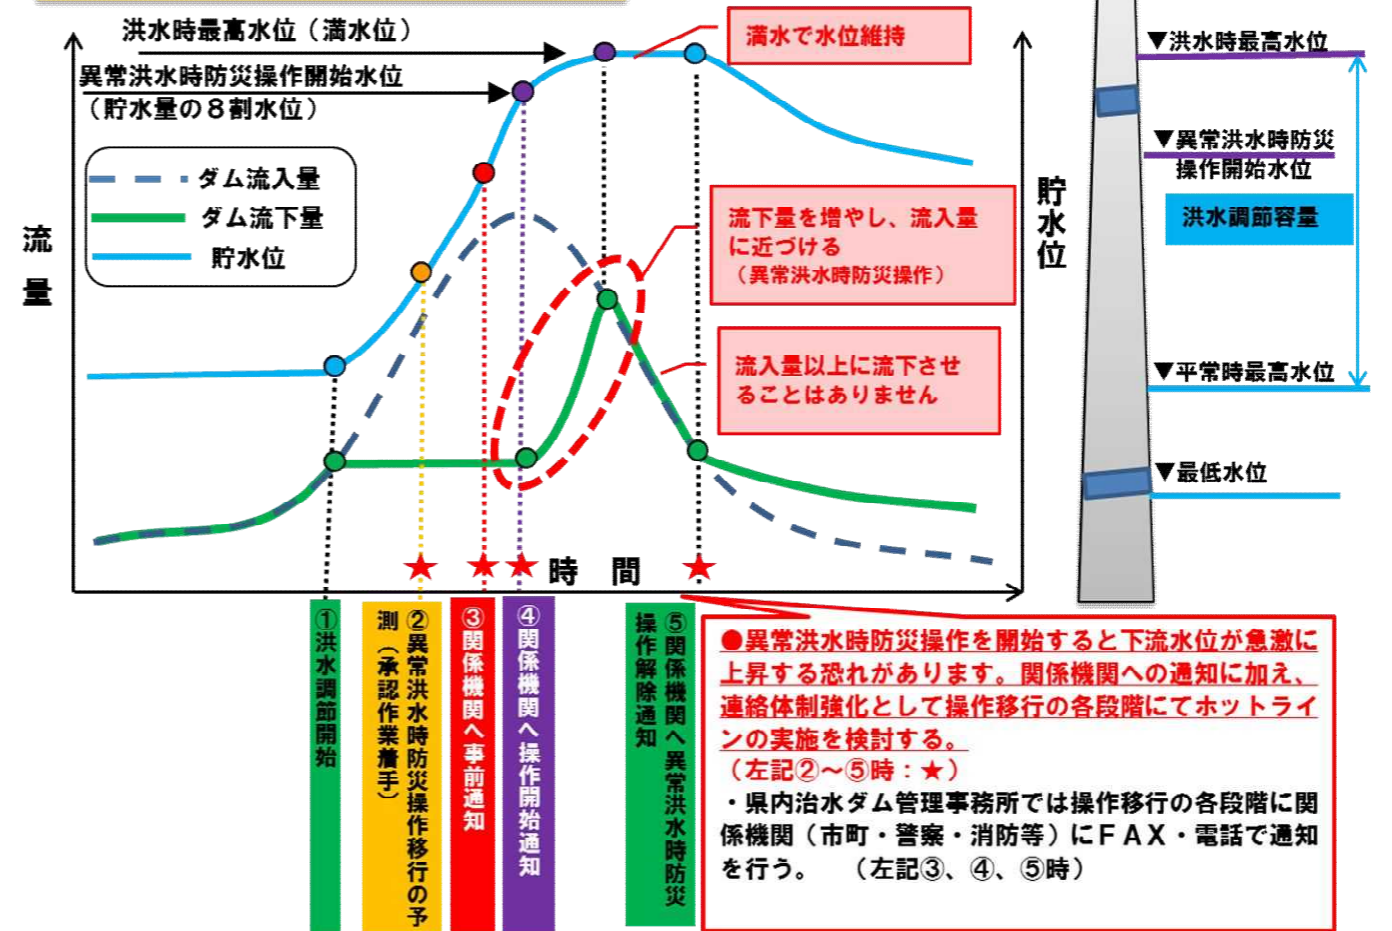 洪水時最高水位（満水位）
異常洪水時防災操作開始水位
（貯水量の８割水位）
ダム流入量
ダム流下量
貯水位
流量
満水で水位維持
流下量を増やし、流入量
に近づける
（異常洪水時防災操作）
流入量以上に流下させ
ることはありません
貯水位
▼洪水時最高水位
▼異常洪水時防災
操作開始水位
洪水調節容量
▼平常時最高水位
▼最低水位
★
★
★
時　間
★
①洪水調節開始
②異常洪水時防災操作移行の予
測（承認作業着手）
③関係機関へ事前通知
④関係機関へ操作開始通知
⑤関係機関へ異常洪水時防災
操作解除通知
●異常洪水時防災操作を開始すると下流水位が急激に
上昇する恐れがあります。関係機関への通知に加え、
連絡体制強化として操作移行の各段階にてホットライ
ンの実施を検討する。
（左記②～⑤時：★）
・県内治水ダム管理事務所では操作移行の各段階に関
係機関（市町・警察・消防等）にＦＡＸ・電話で通知
を行う。　（左記③、④、⑤時）